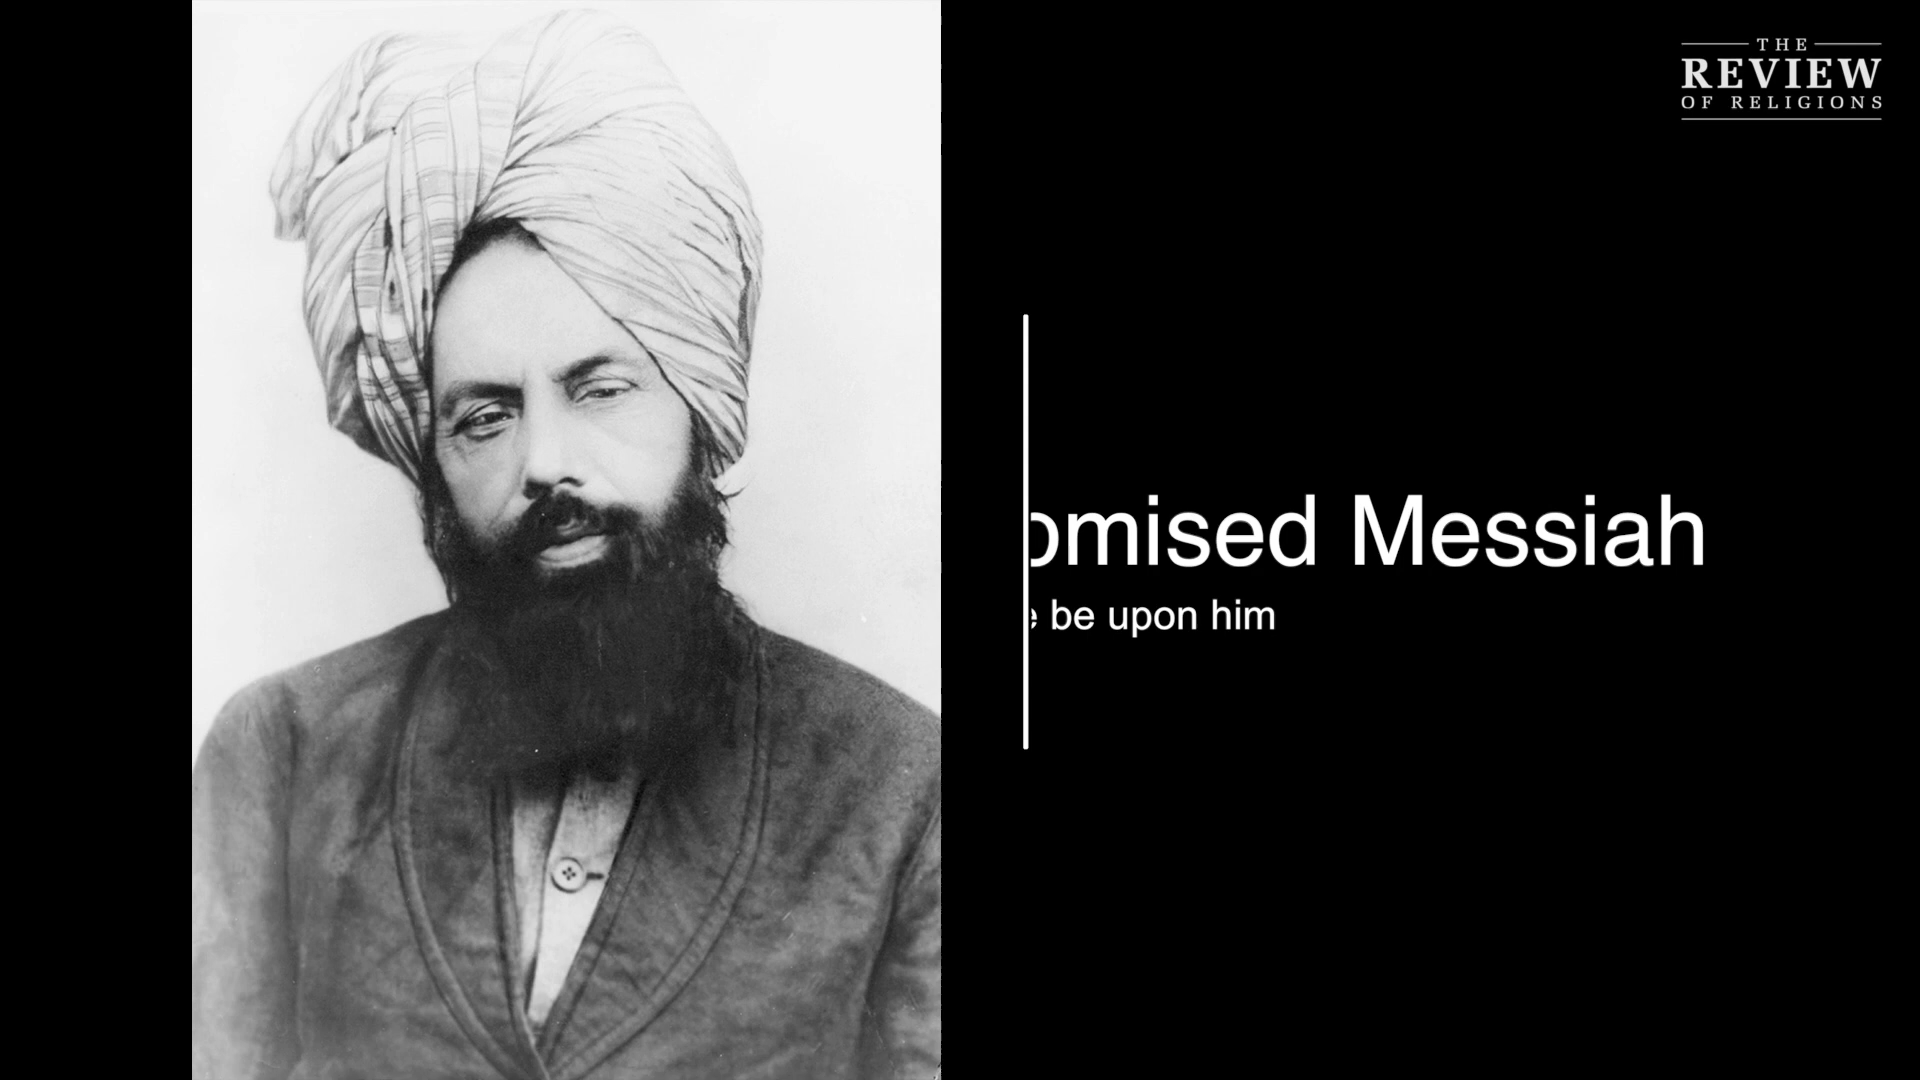 THE
REVIEW
OF RELIGIONS
omised Messiah
e be upon him